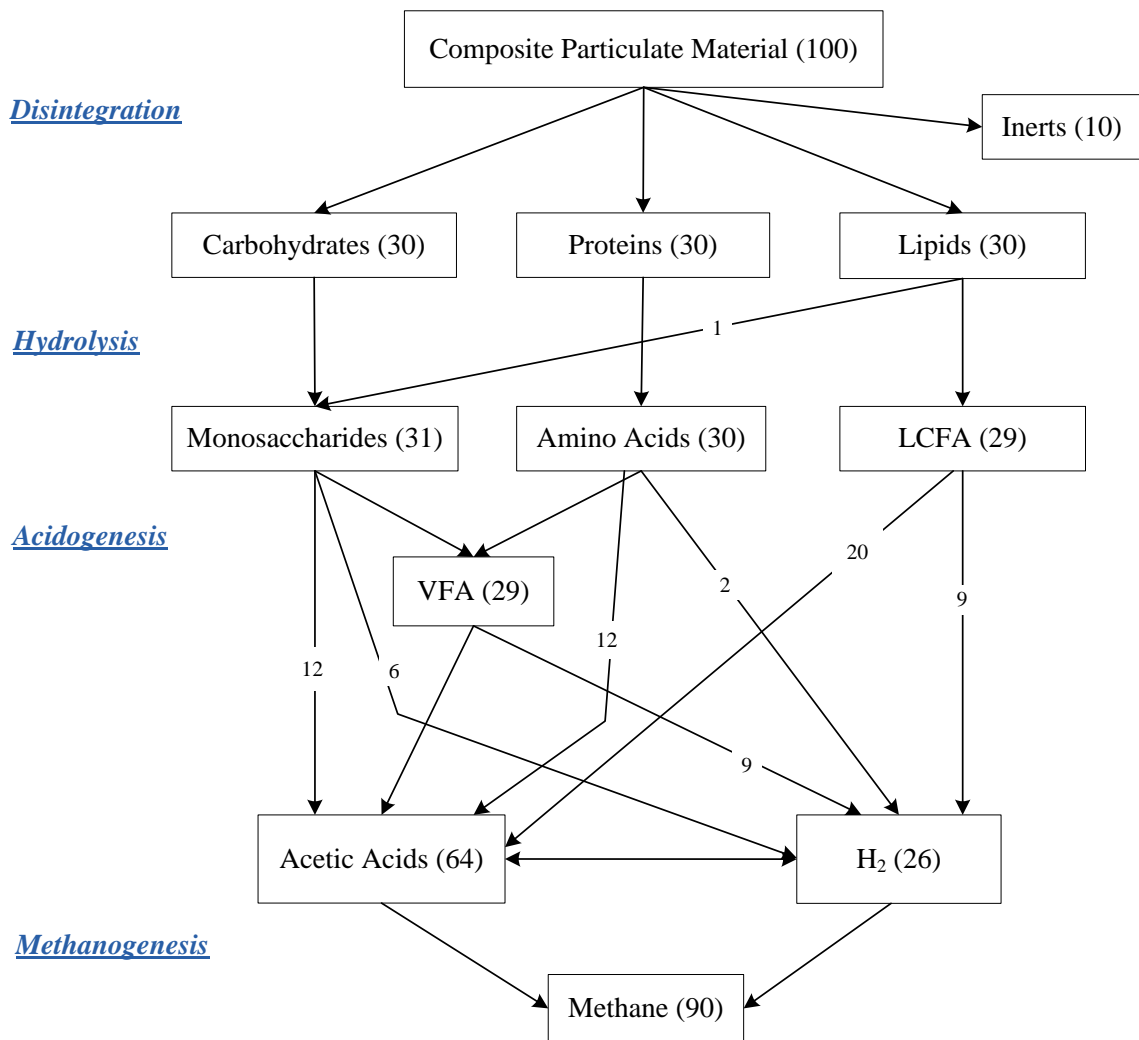 Composite Particulate Material (100)
Disintegration
Inerts (10)
Carbohydrates (30)
Proteins (30)
Lipids (30)
1
Hydrolysis
Monosaccharides (31)
Amino Acids (30)
LCFA (29)
Acidogenesis
20
VFA (29)
2
9
12
6
12
9
Acetic Acids (64)
H₂ (26)
Methanogenesis
Methane (90)